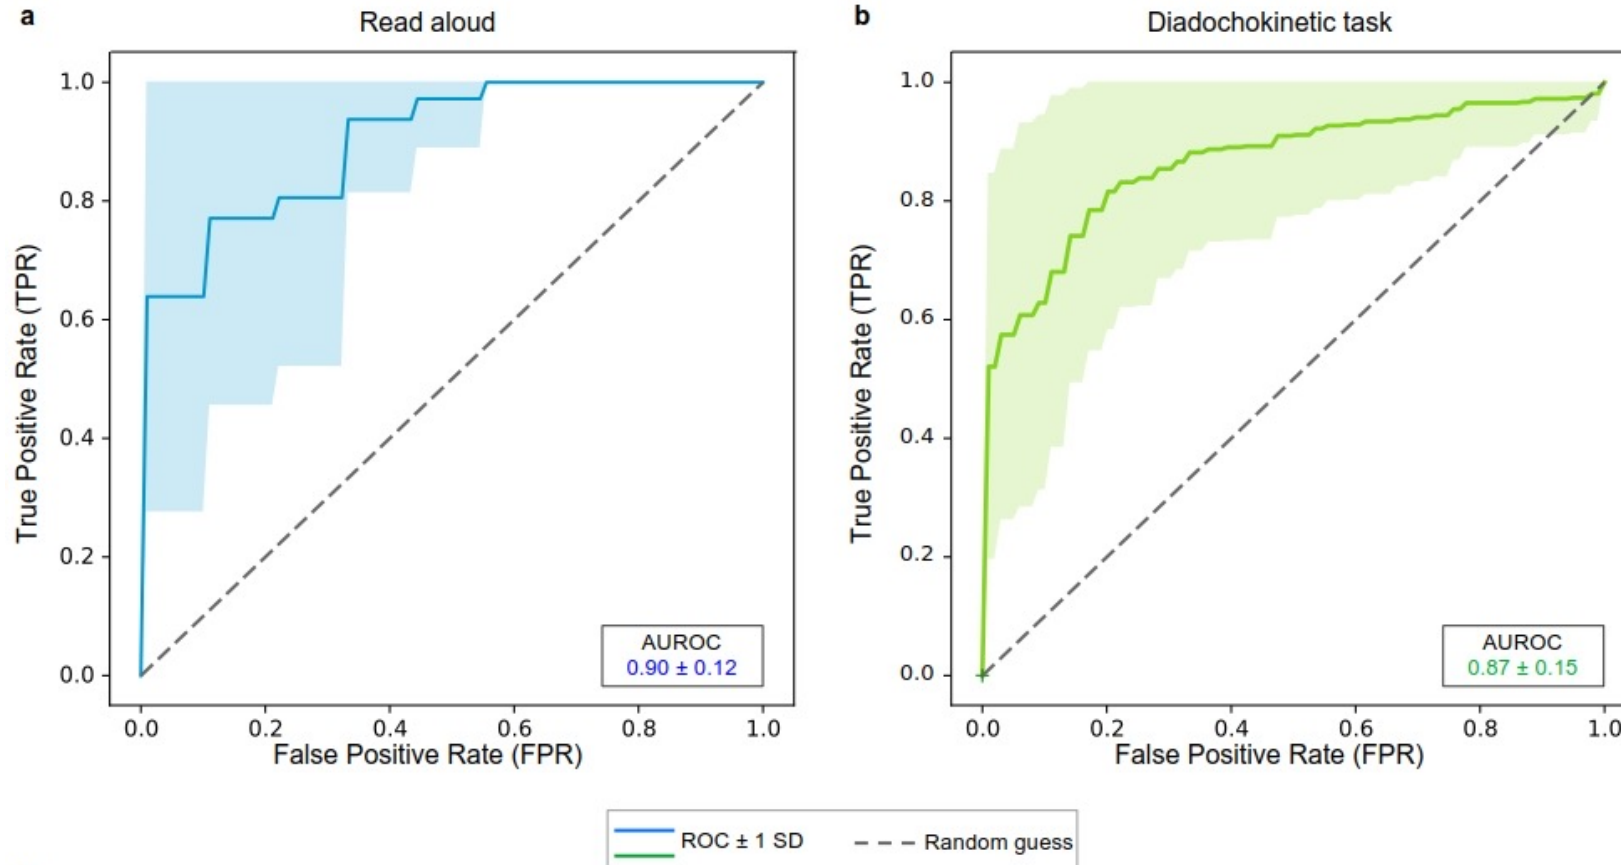 a
Read aloud
True Positive Rate (TPR)
1.0
0.8
0.6
0.4
0.2
0.0
AUROC
0.90 ± 0.12
0.0 0.2 0.4 0.6 0.8 1.0
False Positive Rate (FPR)
b
Diadochokinetic task
True Positive Rate (TPR)
1.0
0.8
0.6
0.4
0.2
0.0
AUROC
0.87 ± 0.15
0.0 0.2 0.4 0.6 0.8 1.0
False Positive Rate (FPR)
ROC ± 1 SD
Random guess